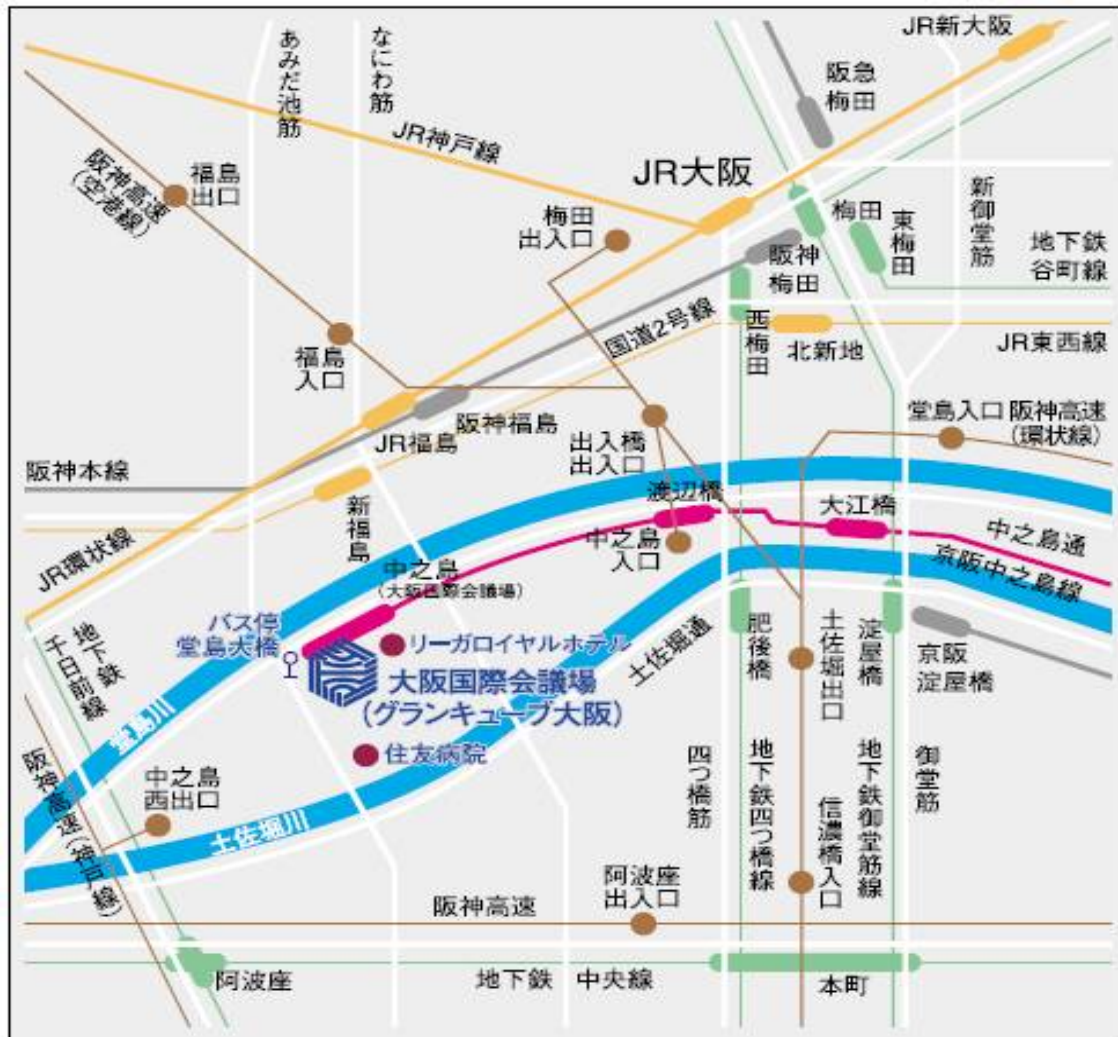 JR新大阪
あみだ池筋
なにわ筋
阪急
梅田
JR神戸線
阪神高速
(空港線)
福島
出口
JR大阪
梅田
出入口
梅田
東梅田
新御堂筋
地下鉄
谷町線
阪神
梅田
国道2号線
西梅田
北新地
JR東西線
福島
入口
JR福島
阪神福島
出入橋
出入口
堂島入口
阪神高速
(環状線)
阪神本線
新福島
渡辺橋
大江橋
中之島
入口
中之島通
京阪中之島線
JR環状線
中之島
(大阪国際会議場)
バス停
堂島大橋
リーガロイヤルホテル
大阪国際会議場
(グランキューブ大阪)
土佐堀通
肥後橋
土佐堀出口
淀屋橋
京阪
淀屋橋
地下鉄
千日前線
堂島川
住友病院
阪神高速(神戸線)
中之島
西出口
土佐堀川
四つ橋筋
地下鉄四つ橋線
信濃橋入口
地下鉄御堂筋線
御堂筋
阪神高速
阿波座
出入口
阿波座
地下鉄 中央線
本町